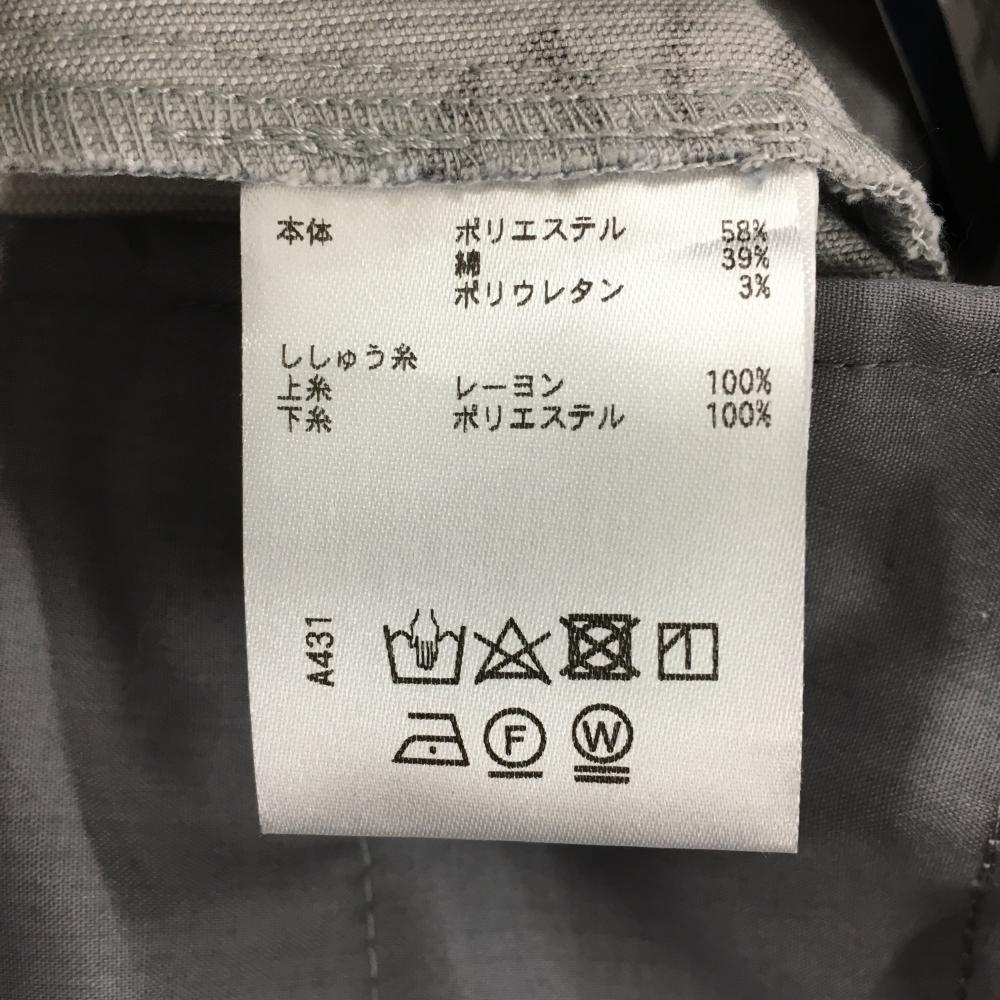 本体 ポリエステル 58%
綿 39%
ポリウレタン 3%
ししゅう糸
上糸 レーヨン 100%
下糸 ポリエステル 100%
A431
F W